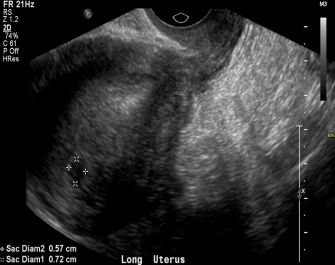 FR 21Hz
RS
Z 1.2
2D
74%
C 61
P Off
HRes
M3
x
Sac Diam2 0.57 cm
Sac Diam1 0.72 cm
Long Uterus